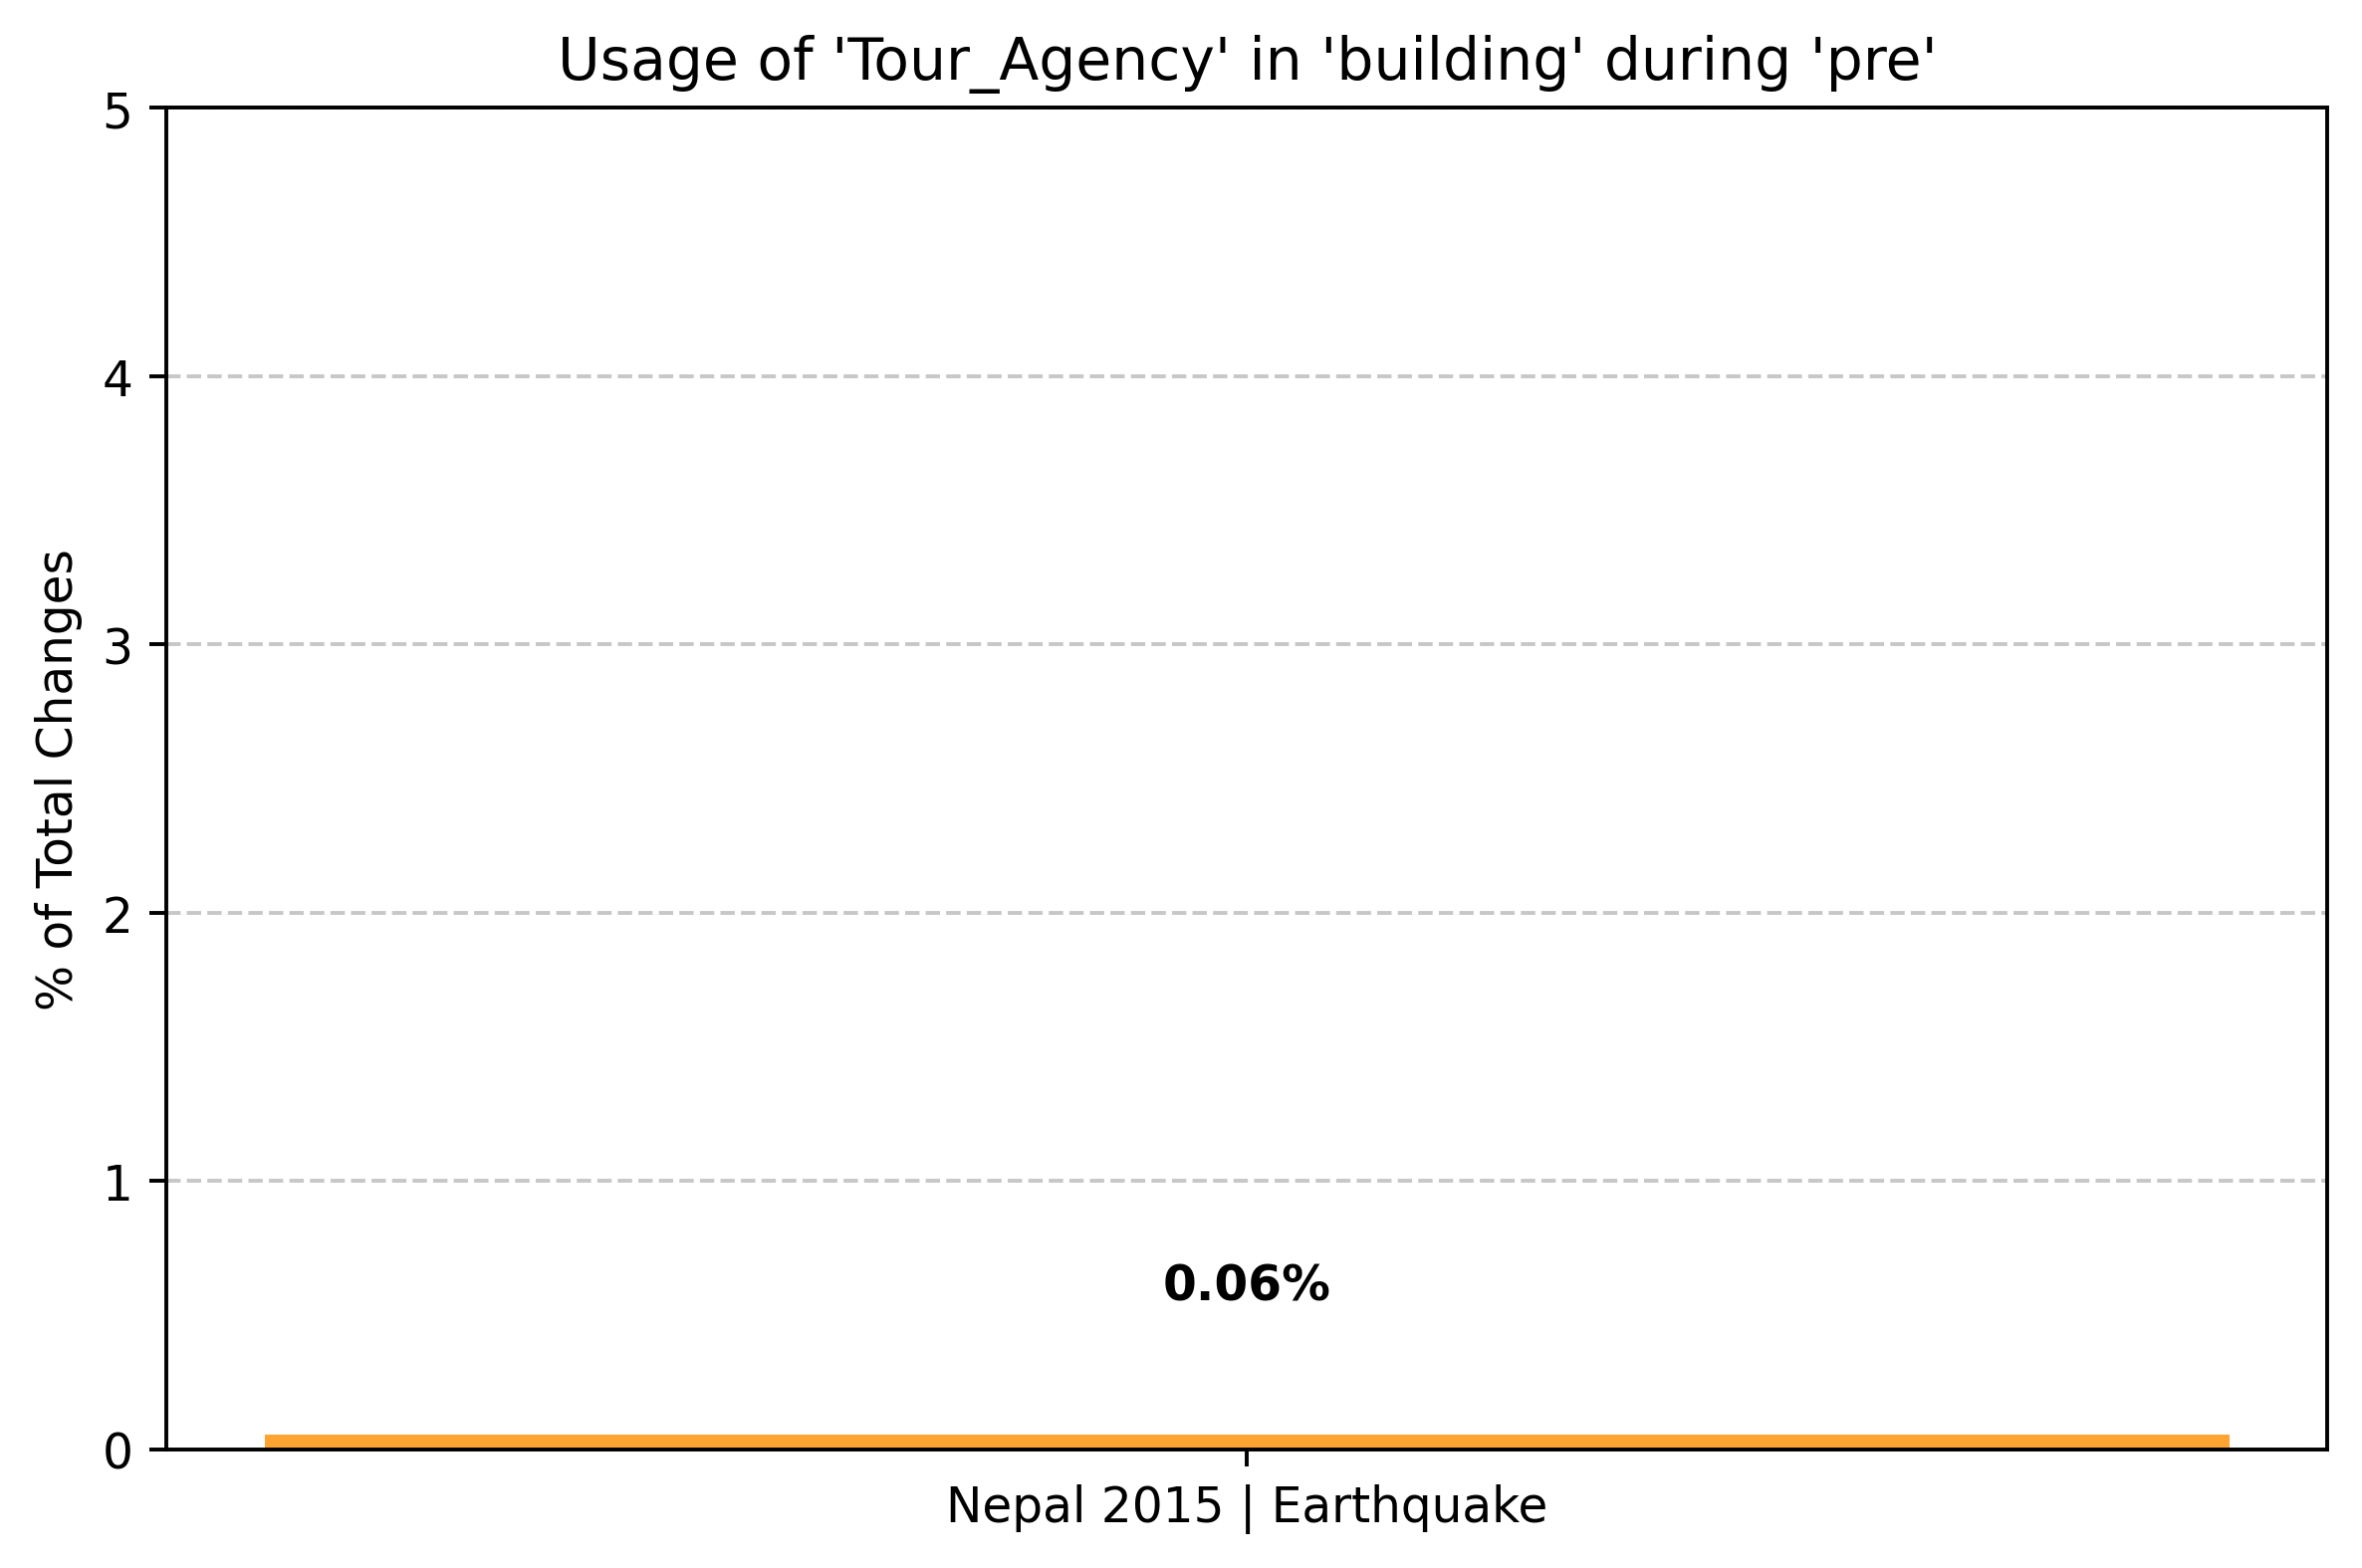 Usage of 'Tour_Agency' in 'building' during 'pre'
% of Total Changes
5
4
3
2
1
0
0.06%
Nepal 2015 | Earthquake